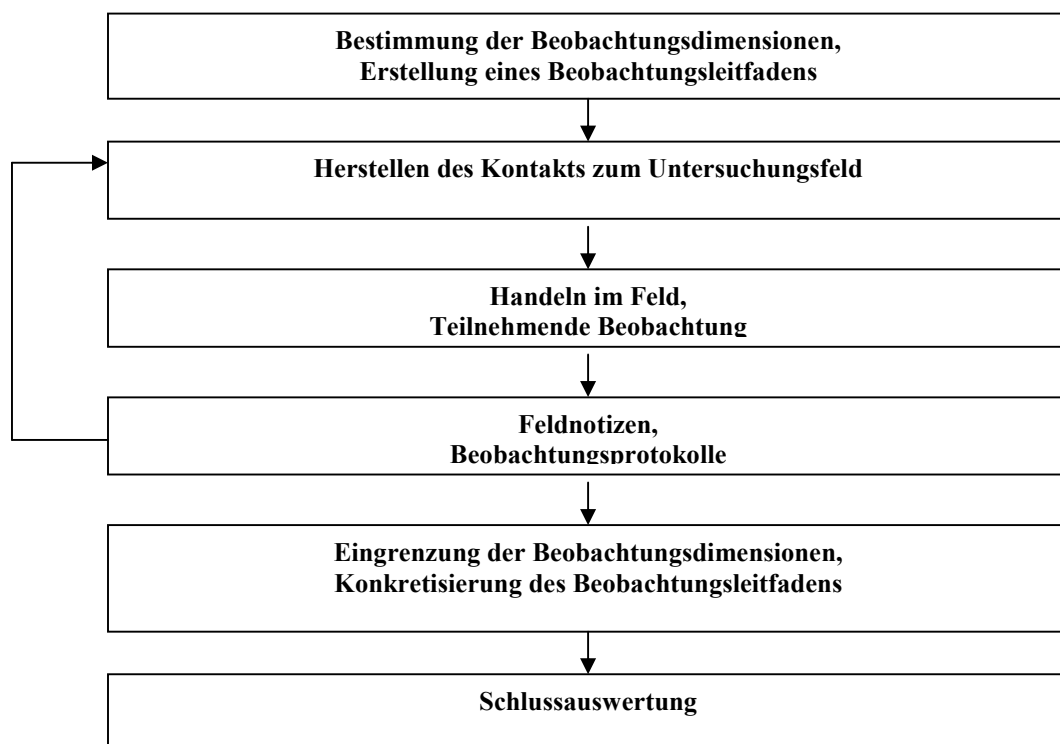 Bestimmung der Beobachtungsdimensionen,
Erstellung eines Beobachtungsleitfadens
Herstellen des Kontakts zum Untersuchungsfeld
Handeln im Feld,
Teilnehmende Beobachtung
Feldnotizen,
Beobachtungsprotokolle
Eingrenzung der Beobachtungsdimensionen,
Konkretisierung des Beobachtungsleitfadens
Schlussauswertung